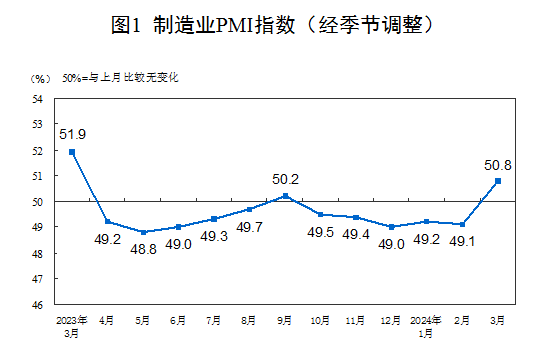 图1 制造业PMI指数（经季节调整）
（%） 50%=与上月比较无变化
54
53
52
51
50
49
48
47
46
51.9
49.2
48.8
49.0
49.3
49.7
50.2
49.5
49.4
49.0
49.2
49.1
50.8
2023年
3月
4月
5月
6月
7月
8月
9月
10月
11月
12月
2024年
1月
2月
3月